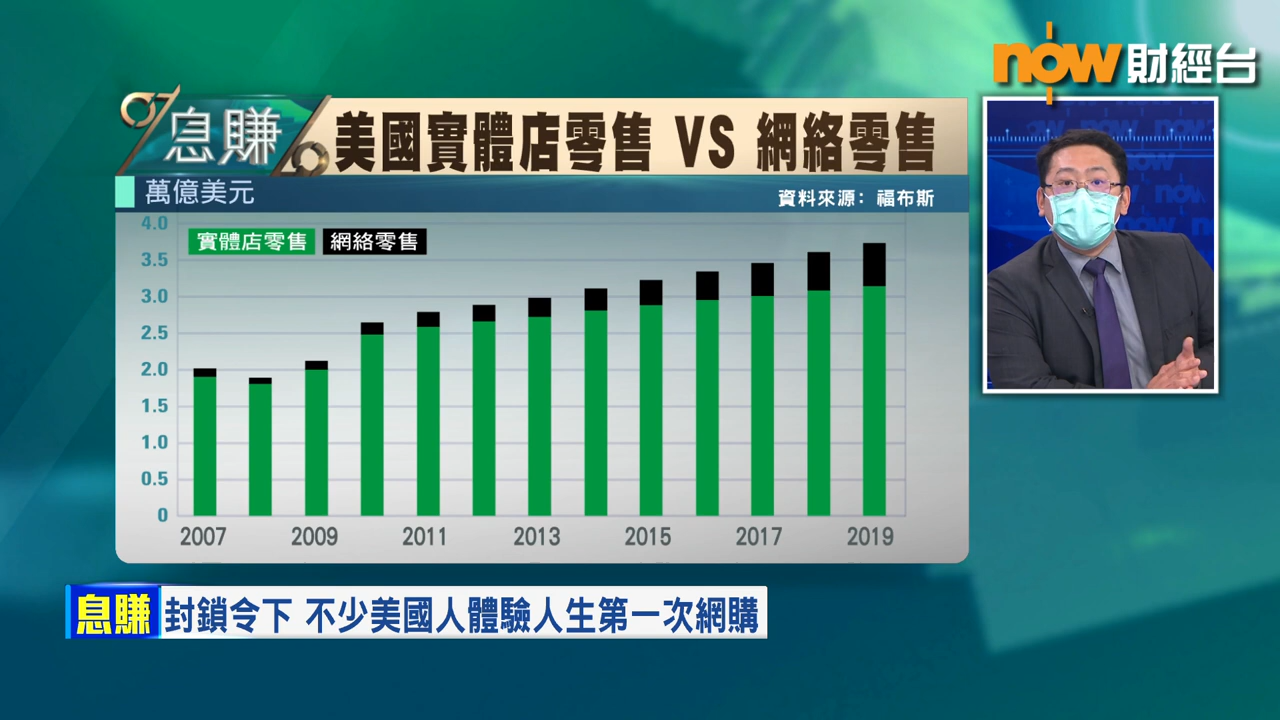 now 財經台
息賺
美國實體店零售 VS 網絡零售
萬億美元
資料來源：福布斯
實體店零售 網絡零售
4.0
3.5
3.0
2.5
2.0
1.5
1.0
0.5
0
2007 2009 2011 2013 2015 2017 2019
息賺 封鎖令下 不少美國人體驗人生第一次網購